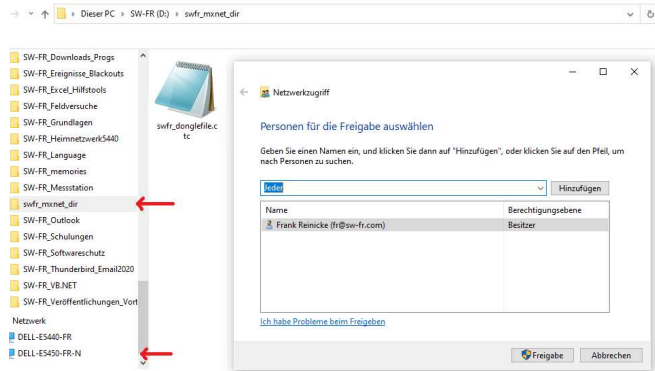 Dieser PC > SW-FR (D:) > swfr_mxnet_dir
SW-FR_Downloads_Progs
SW-FR_Ereignisse_Blackouts
SW-FR_Excel_Hilfstools
SW-FR_Feldversuche
SW-FR_Grundlagen
SW-FR_Heimnetzwerk5440
SW-FR_Language
SW-FR_memories
SW-FR_Messstation
swfr_mxnet_dir
SW-FR_Outlook
SW-FR_Schulungen
SW-FR_Softwareschutz
SW-FR_Thunderbird_Email2020
SW-FR_VB.NET
SW-FR_Veröffentlichungen_Vort
Netzwerk
DELL-E5440-FR
DELL-E5450-FR-N
swfr_donglefile.c
tc
Netzwerkzugriff
Personen für die Freigabe auswählen
Geben Sie einen Namen ein, und klicken Sie dann auf "Hinzufügen", oder klicken Sie auf den Pfeil, um
nach Personen zu suchen.
Jeder
Hinzufügen
Name Berechtigungsebene
Frank Reinicke (fr@sw-fr.com) Besitzer
Ich habe Probleme beim Freigeben
Freigabe Abbrechen